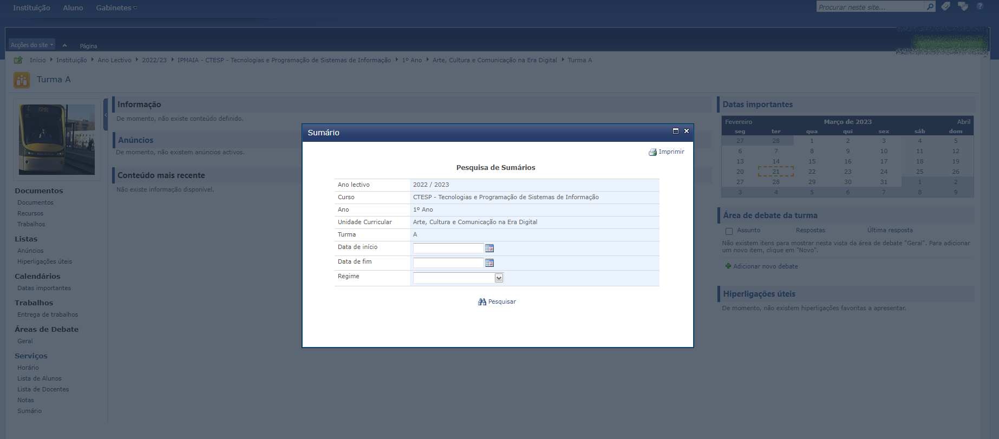 Instituição Aluno Gabinetes
Procurar neste site...
Acções do site
Página
Início Instituição Ano Lectivo 2022/23 IPMAIA - CTESP - Tecnologias e Programação de Sistemas de Informação 1º Ano Arte, Cultura e Comunicação na Era Digital Turma A
Turma A
Documentos
Documentos
Recursos
Trabalhos
Listas
Anúncios
Hiperligações úteis
Calendários
Datas importantes
Trabalhos
Entrega de trabalhos
Áreas de Debate
Geral
Serviços
Horário
Lista de Alunos
Lista de Docentes
Notas
Sumário
Informação
De momento, não existe conteúdo definido.
Anúncios
De momento, não existem anúncios activos.
Conteúdo mais recente
Não existe informação disponível.
Sumário
Imprimir
Pesquisa de Sumários
Ano lectivo 2022 / 2023
Curso CTESP - Tecnologias e Programação de Sistemas de Informação
Ano 1º Ano
Unidade Curricular Arte, Cultura e Comunicação na Era Digital
Turma A
Data de início
Data de fim
Regime
Pesquisar
Datas importantes
Fevereiro Março de 2023 Abril
seg ter qua qui sex sáb dom
27 28 1 2 3 4 5
6 7 8 9 10 11 12
13 14 15 16 17 18 19
20 21 22 23 24 25 26
27 28 29 30 31 1 2
3 4 5 6 7 8 9
Área de debate da turma
Assunto Respostas Última resposta
Não existem itens para mostrar nesta vista da área de debate "Geral". Para adicionar
um novo item, clique em "Novo".
Adicionar novo debate
Hiperligações úteis
De momento, não existem hiperligações favoritas a apresentar.